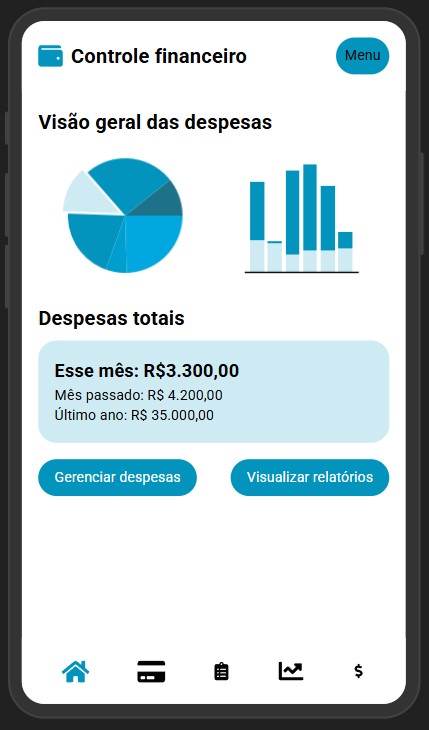 Controle financeiro
Menu
Visão geral das despesas
Despesas totais
Esse mês: R$3.300,00
Mês passado: R$ 4.200,00
Último ano: R$ 35.000,00
Gerenciar despesas
Visualizar relatórios
$